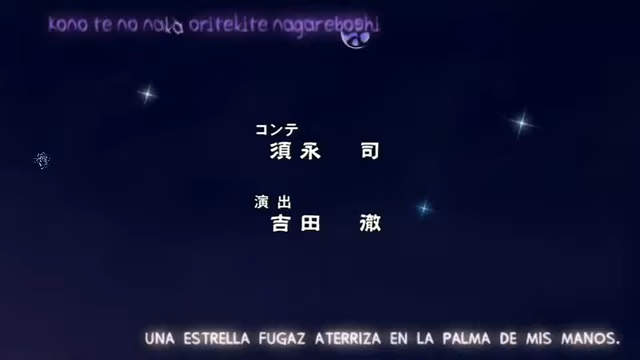 kono te no naka oritekite nagareboshi
コンテ
須永 司
演出
吉田 徹
UNA ESTRELLA FUGAZ ATERRIZA EN LA PALMA DE MIS MANOS.